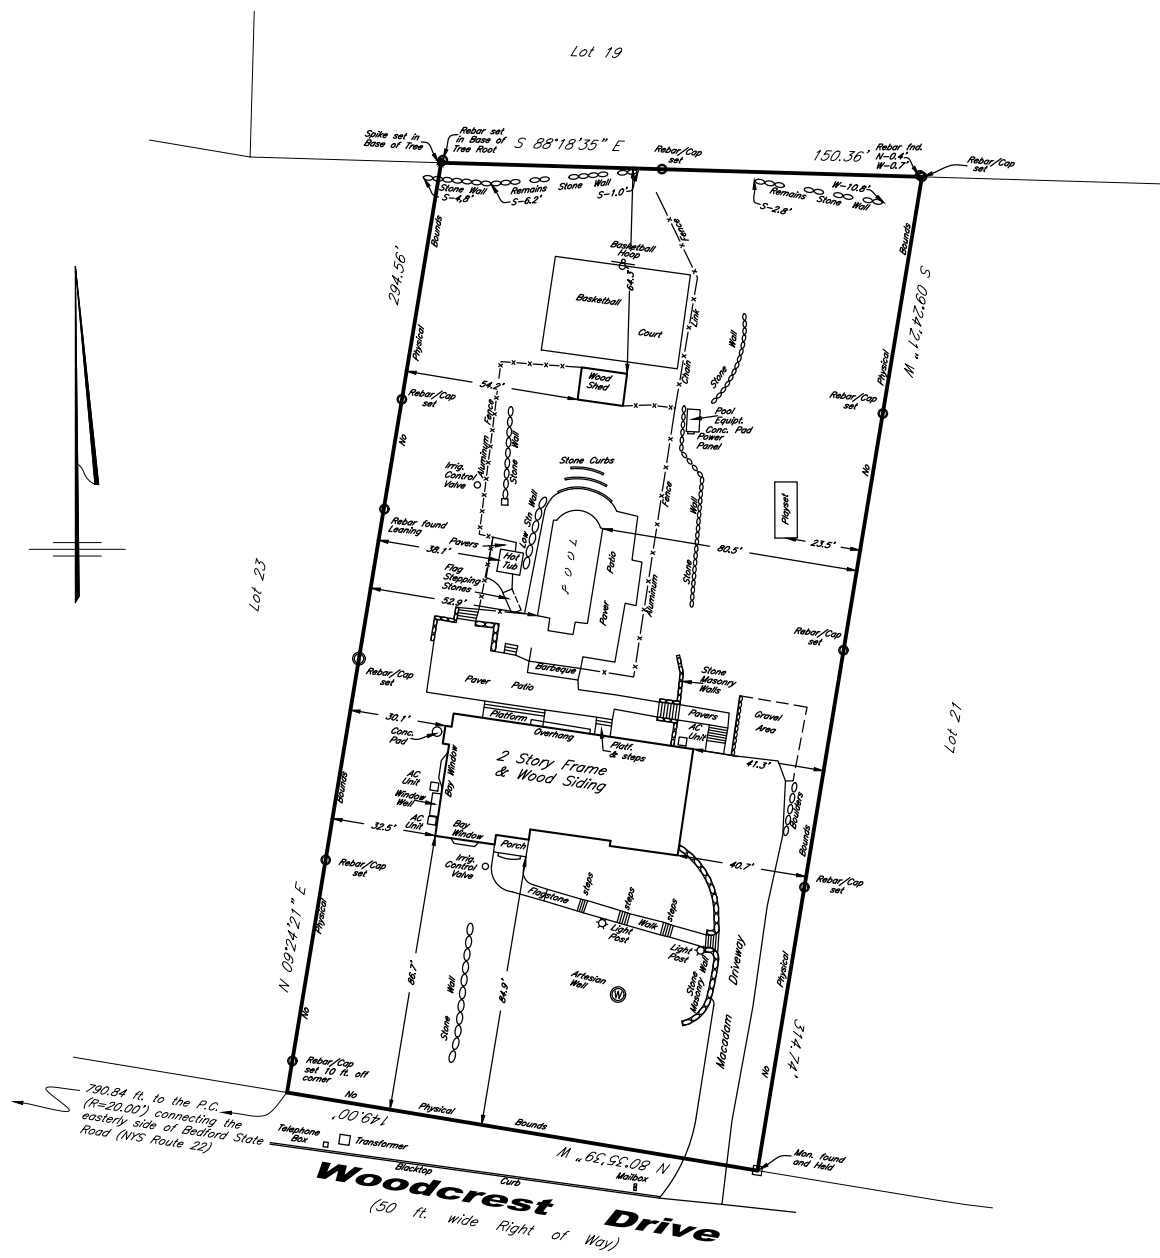 Lot 19
Spike set in
Base of Tree
Rebar set
in Base of
Tree Root
S 88°18'35" E
Rebar/Cap
set
150.36'
Rebar fnd.
N-0.4'
W-0.7'
Rebar/Cap
set
Stone Wall
S-4.8'
Remains
S-6.2'
Stone Wall
S-1.0'
W-10.8'
Remains
Stone Wall
S-2.8'
Bounds
Physical
No
294.56'
Fence
Link
Chain
Basketball
Hoop
64.3'
Basketball
Court
Bounds
Physical
No
S 09°24'21" W
Stone Wall
Wood
Shed
54.2'
Rebar/Cap
set
Rebar/Cap
set
Pool
Equipt.
Conc. Pad
Power
Panel
Aluminum Fence
Stone Wall
Stone Curbs
Irrig.
Control
Valve
Low Stn Wall
Fence
Aluminum
Stone Wall
Playset
23.5'
Rebar found
Leaning
Pavers
38.1'
Hot
Tub
POOL
80.5'
Paver Patio
Flag
Stepping
Stones
52.9'
Lot 23
Rebar/Cap
set
Rebar/Cap
set
Barbeque
Stone
Masonry
Walls
Paver Patio
Lot 21
30.1'
Conc.
Pad
Platform
Overhang
Platf.
& steps
Pavers
AC
Unit
Gravel
Area
41.3'
2 Story Frame
& Wood Siding
Bay Window
AC
Unit
Window
Well
AC
Unit
Bay
Window
Boulders
Bounds
Physical
No
32.5'
Bounds
Physical
No
Porch
Irrig.
Control
Valve
40.7'
Rebar/Cap
set
Rebar/Cap
set
Flagstone
steps
steps
Walk
steps
Light
Post
Light
Post
N 09°24'21" E
86.7'
84.9'
Stone Wall
Artesian
Well
W
Stone
Masonry Wall
Macadam Driveway
314.74'
Rebar/Cap
set 10 ft. off
corner
No Physical Bounds
149.00'
N 80°35'39" W
790.84 ft. to the P.C.
(R=20.00') connecting the
easterly side of Bedford State
Road (NYS Route 22)
Telephone
Box
Transformer
Mailbox
Mon. found
and Held
Blacktop Curb
Woodcrest Drive
(50 ft. wide Right of Way)